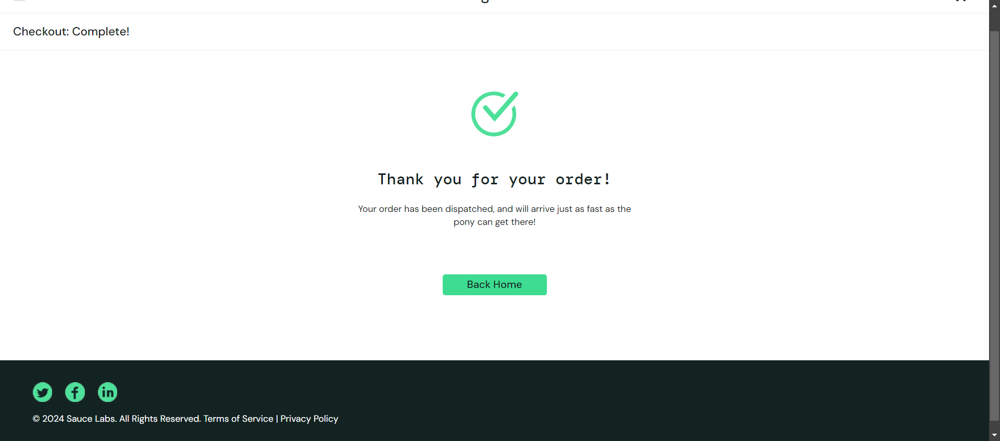 Checkout: Complete!
Thank you for your order!
Your order has been dispatched, and will arrive just as fast as the
pony can get there!
Back Home
© 2024 Sauce Labs. All Rights Reserved. Terms of Service | Privacy Policy